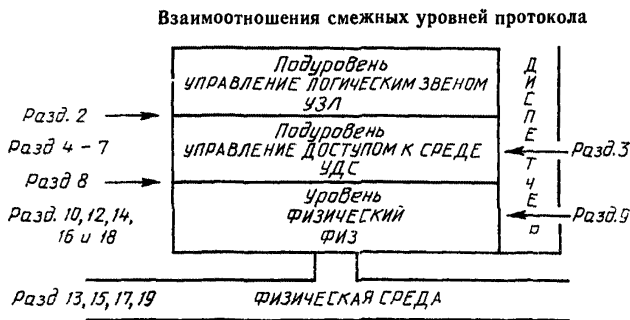 Взаимоотношения смежных уровней протокола
Подуровень
УПРАВЛЕНИЕ ЛОГИЧЕСКИМ ЗВЕНОМ
УЗЛ
Разд. 2
Подуровень
УПРАВЛЕНИЕ ДОСТУПОМ К СРЕДЕ
УДС
Разд 4 – 7
Разд 8
Уровень
ФИЗИЧЕСКИЙ
ФИЗ
Разд. 10, 12, 14,
16 и 18
ДИСПЕТЧЕР
Разд.3
Разд.9
Разд 13, 15, 17, 19
ФИЗИЧЕСКАЯ СРЕДА